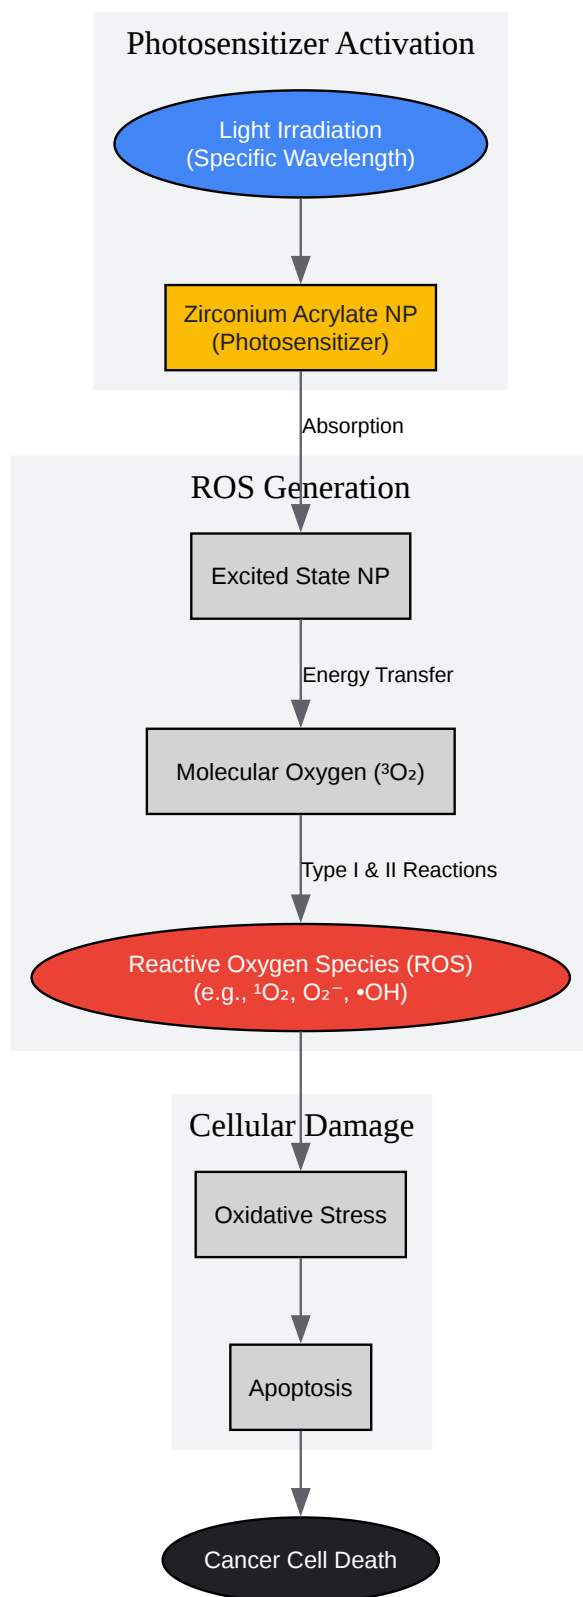 Photosensitizer Activation
Light Irradiation
(Specific Wavelength)
Zirconium Acrylate NP
(Photosensitizer)
Absorption
ROS Generation
Excited State NP
Energy Transfer
Molecular Oxygen (³O₂)
Type I & II Reactions
Reactive Oxygen Species (ROS)
(e.g., ¹O₂, O₂⁻, •OH)
Cellular Damage
Oxidative Stress
Apoptosis
Cancer Cell Death